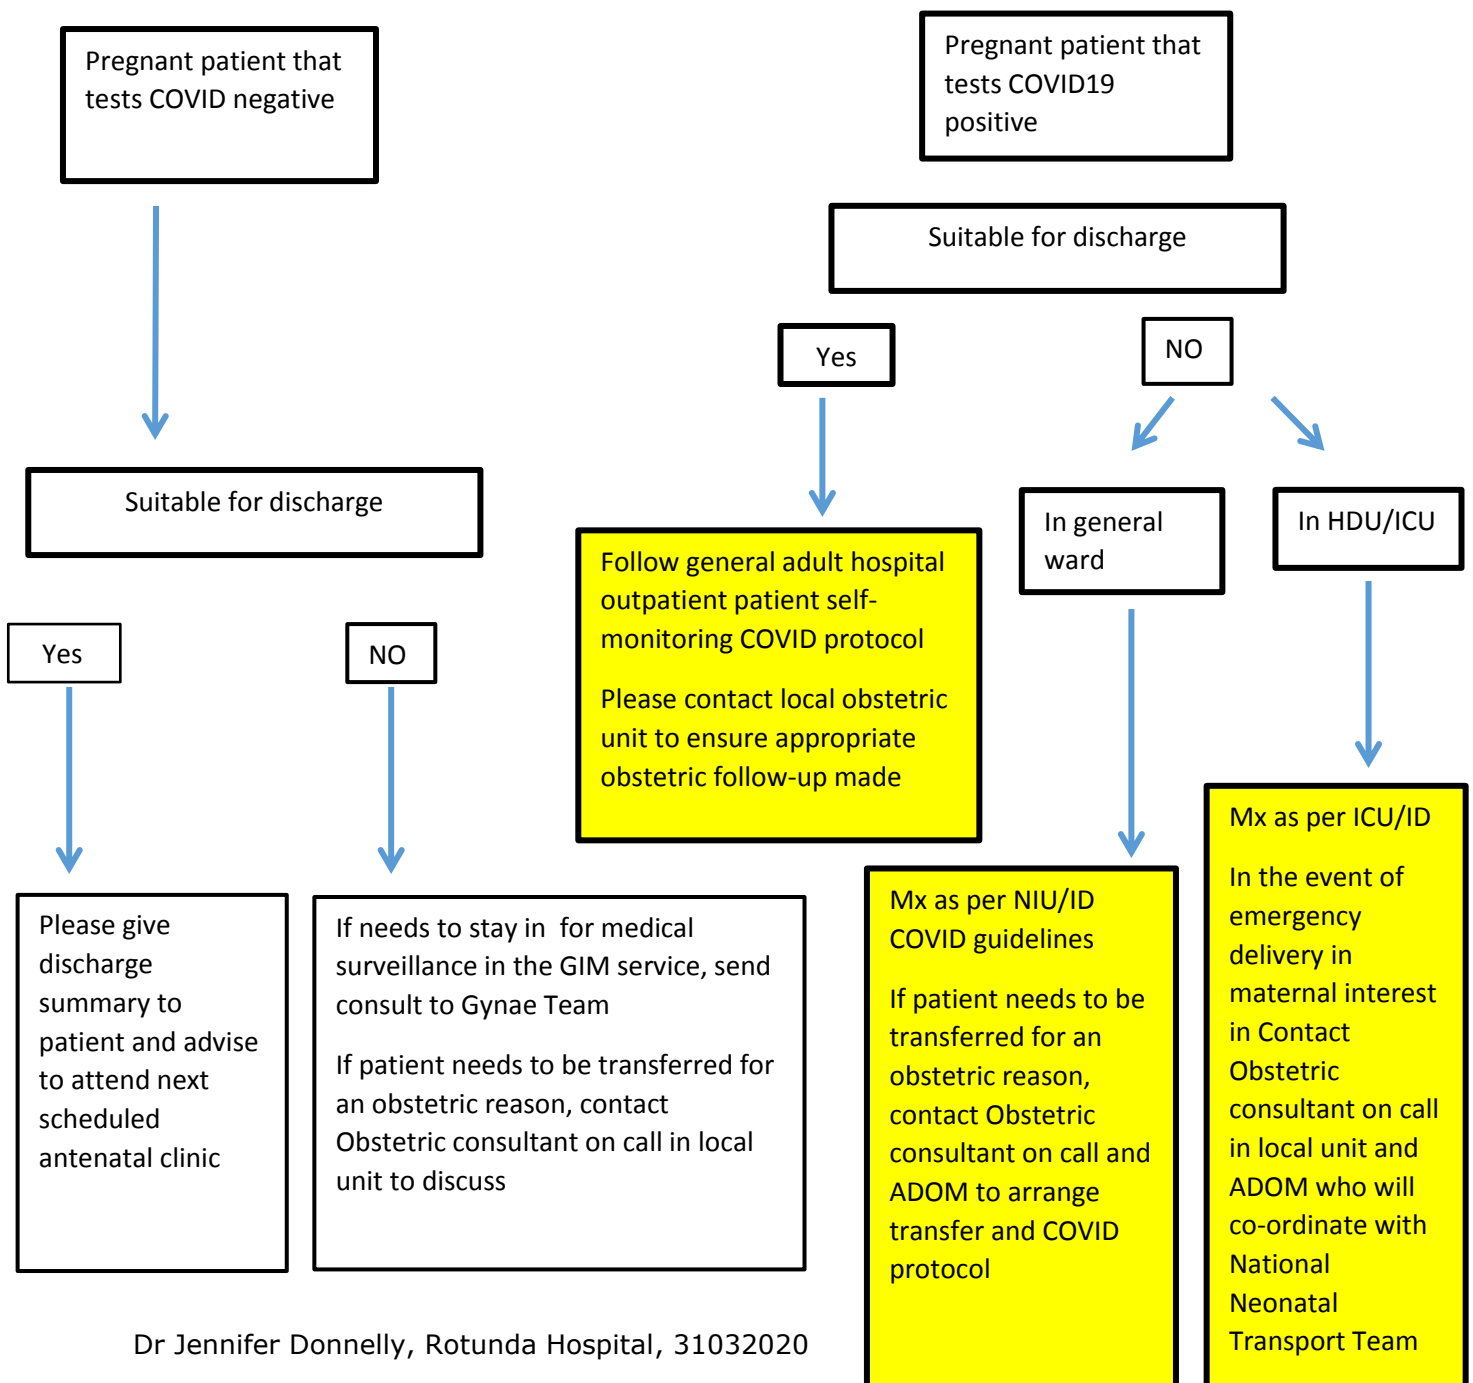 Pregnant patient that
tests COVID negative
Suitable for discharge
Yes
NO
Please give
discharge
summary to
patient and advise
to attend next
scheduled
antenatal clinic
If needs to stay in  for medical
surveillance in the GIM service, send
consult to Gynae Team
If patient needs to be transferred for
an obstetric reason, contact
Obstetric consultant on call in local
unit to discuss
Pregnant patient that
tests COVID19
positive
Suitable for discharge
Yes
NO
Follow general adult hospital
outpatient patient self-
monitoring COVID protocol
Please contact local obstetric
unit to ensure appropriate
obstetric follow-up made
In general
ward
In HDU/ICU
Mx as per NIU/ID
COVID guidelines
If patient needs to be
transferred for an
obstetric reason,
contact Obstetric
consultant on call and
ADOM to arrange
transfer and COVID
protocol
Mx as per ICU/ID
In the event of
emergency
delivery in
maternal interest
in Contact
Obstetric
consultant on call
in local unit and
ADOM who will
co-ordinate with
National
Neonatal
Transport Team
Dr Jennifer Donnelly, Rotunda Hospital, 31032020